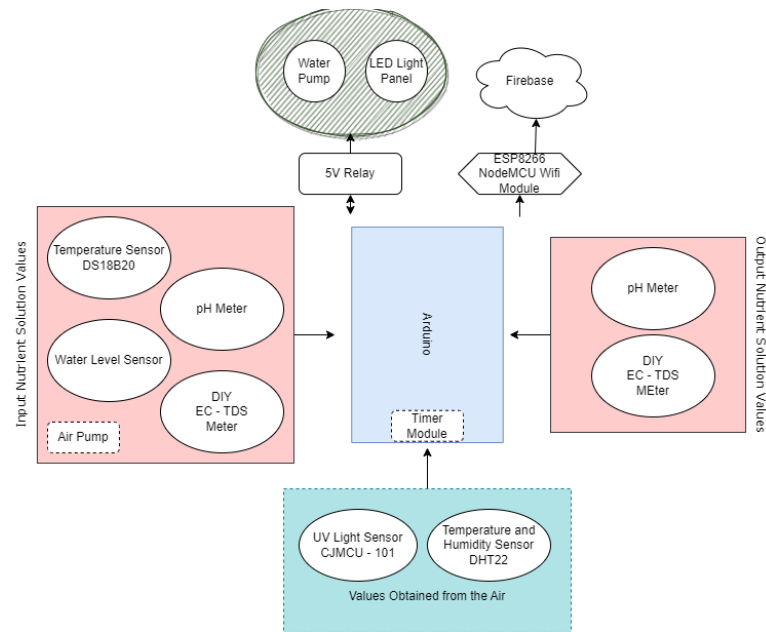 Water
Pump
LED Light
Panel
Firebase
5V Relay
ESP8266
NodeMCU Wifi
Module
Input Nutrient Solution Values
Temperature Sensor
DS18B20
pH Meter
Water Level Sensor
DIY
EC - TDS
Meter
Air Pump
Arduino
Timer
Module
Output Nutrient Solution Values
pH Meter
DIY
EC - TDS
MEter
UV Light Sensor
CJMCU - 101
Temperature and
Humidity Sensor
DHT22
Values Obtained from the Air